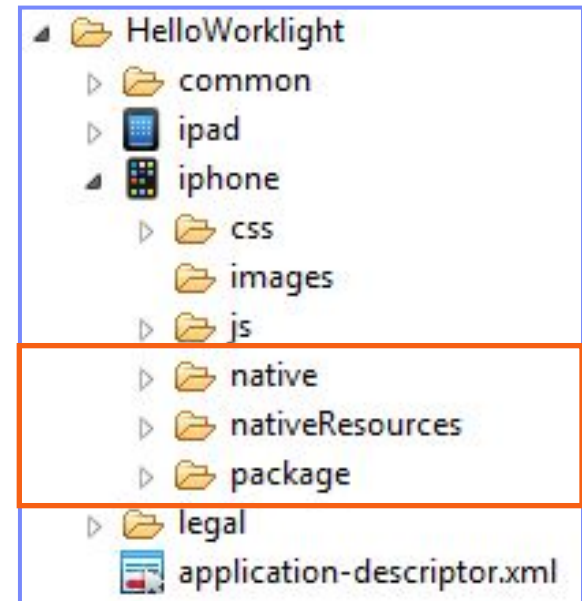 HelloWorklight
common
ipad
iphone
css
images
js
native
nativeResources
package
legal
application-descriptor.xml